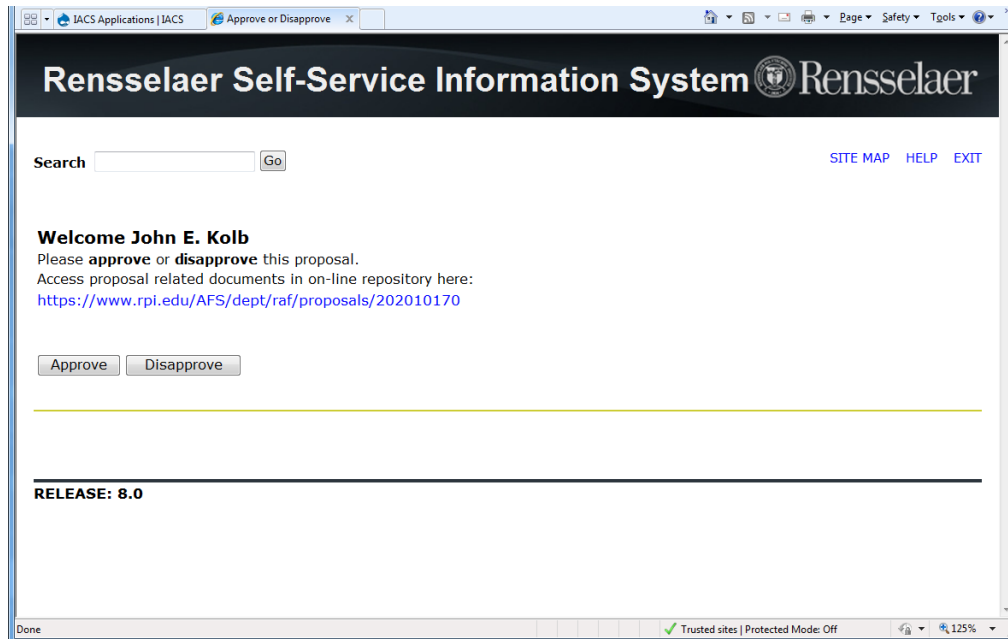 IACS Applications | IACS
Approve or Disapprove
x
Page Safety Tools
Rensselaer Self-Service Information System Rensselaer
Search Go
SITE MAP HELP EXIT
Welcome John E. Kolb
Please approve or disapprove this proposal.
Access proposal related documents in on-line repository here:
https://www.rpi.edu/AFS/dept/raf/proposals/202010170
Approve Disapprove
RELEASE: 8.0
Done
Trusted sites | Protected Mode: Off
125%